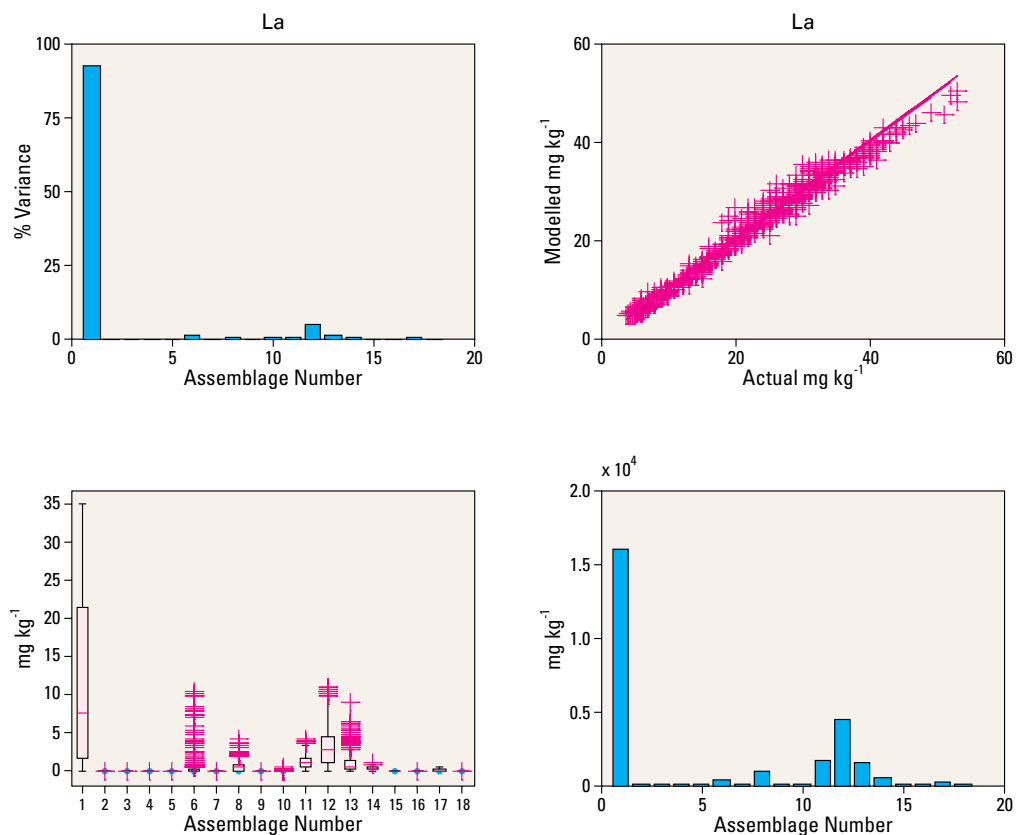 La
100
75
50
25
0
% Variance
0 5 10 15 20
Assemblage Number
La
60
40
20
0
Modelled mg kg⁻¹
0 20 40 60
Actual mg kg⁻¹
35
30
25
20
15
10
5
0
mg kg⁻¹
1 2 3 4 5 6 7 8 9 10 11 12 13 14 15 16 17 18
Assemblage Number
x 10⁴
2.0
1.5
1.0
0.5
0
mg kg⁻¹
0 5 10 15 20
Assemblage Number